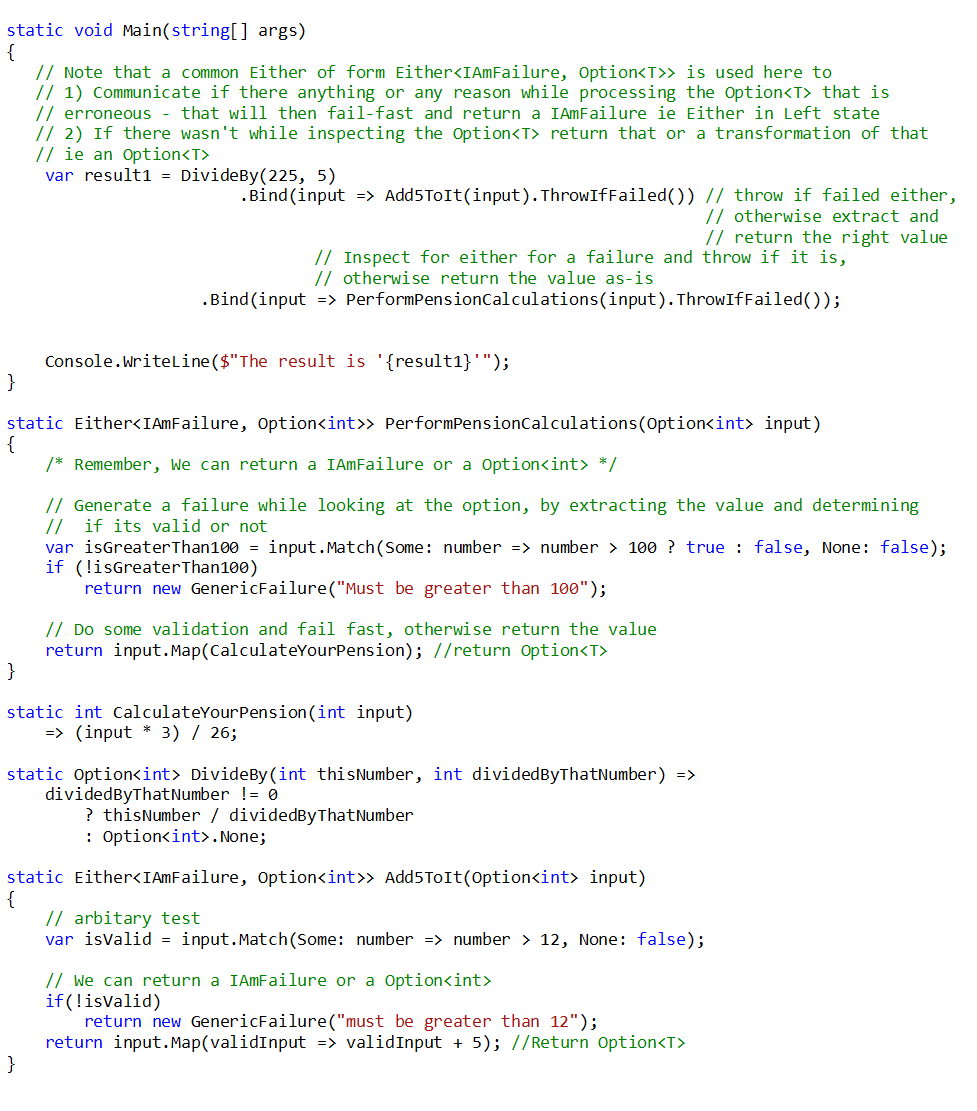 static void Main(string[] args)
{
// Note that a common Either of form Either<IAmFailure, Option<T>> is used here to
// 1) Communicate if there anything or any reason while processing the Option<T> that is
// erroneous - that will then fail-fast and return a IAmFailure ie Either in Left state
// 2) If there wasn't while inspecting the Option<T> return that or a transformation of that
// ie an Option<T>
var result1 = DivideBy(225, 5)
.Bind(input => Add5ToIt(input).ThrowIfFailed()) // throw if failed either,
// otherwise extract and
// return the right value
// Inspect for either for a failure and throw if it is,
// otherwise return the value as-is
.Bind(input => PerformPensionCalculations(input).ThrowIfFailed());
Console.WriteLine($"The result is '{result1}'");
}
static Either<IAmFailure, Option<int>> PerformPensionCalculations(Option<int> input)
{
/* Remember, We can return a IAmFailure or a Option<int> */
// Generate a failure while looking at the option, by extracting the value and determining
//  if its valid or not
var isGreaterThan100 = input.Match(Some: number => number > 100 ? true : false, None: false);
if (!isGreaterThan100)
return new GenericFailure("Must be greater than 100");
// Do some validation and fail fast, otherwise return the value
return input.Map(CalculateYourPension); //return Option<T>
}
static int CalculateYourPension(int input)
=> (input * 3) / 26;
static Option<int> DivideBy(int thisNumber, int dividedByThatNumber) =>
dividedByThatNumber != 0
? thisNumber / dividedByThatNumber
: Option<int>.None;
static Either<IAmFailure, Option<int>> Add5ToIt(Option<int> input)
{
// arbitary test
var isValid = input.Match(Some: number => number > 12, None: false);
// We can return a IAmFailure or a Option<int>
if(!isValid)
return new GenericFailure("must be greater than 12");
return input.Map(validInput => validInput + 5); //Return Option<T>
}